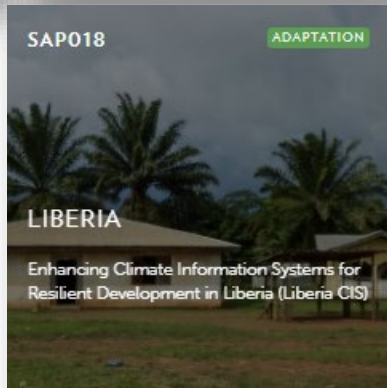 SAP018
ADAPTATION
LIBERIA
Enhancing Climate Information Systems for
Resilient Development in Liberia (Liberia CIS)